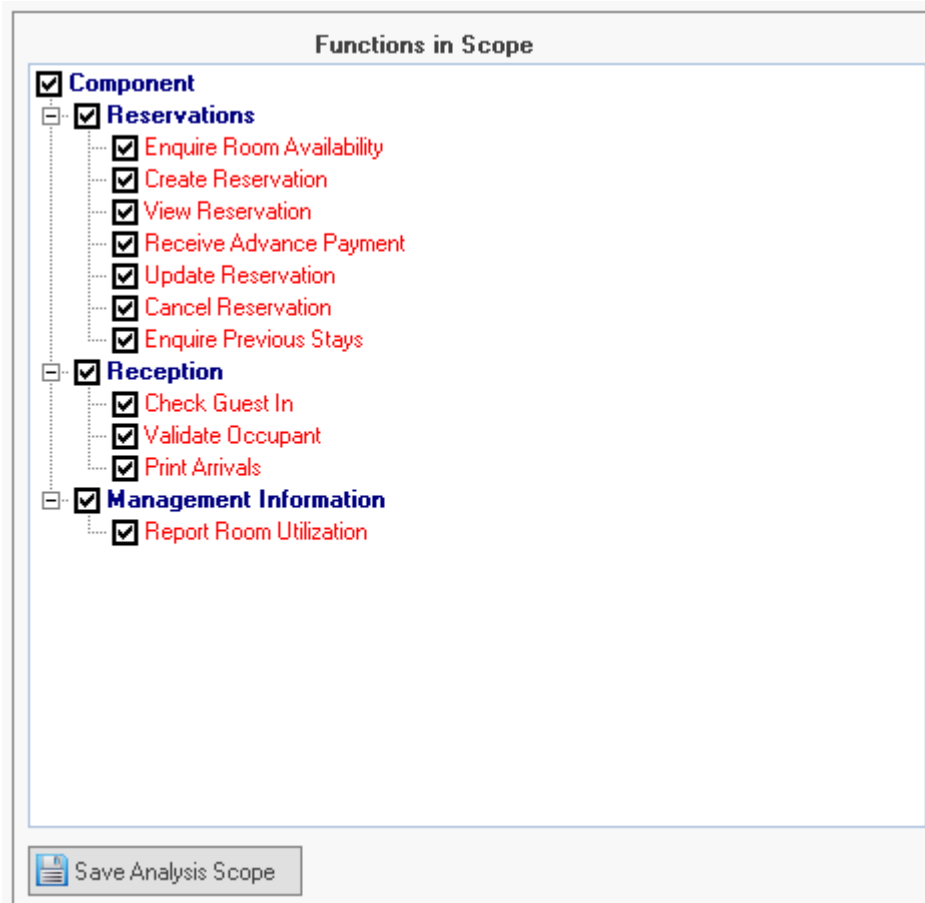 Functions in Scope
Component
Reservations
Enquire Room Availability
Create Reservation
View Reservation
Receive Advance Payment
Update Reservation
Cancel Reservation
Enquire Previous Stays
Reception
Check Guest In
Validate Occupant
Print Arrivals
Management Information
Report Room Utilization
Save Analysis Scope